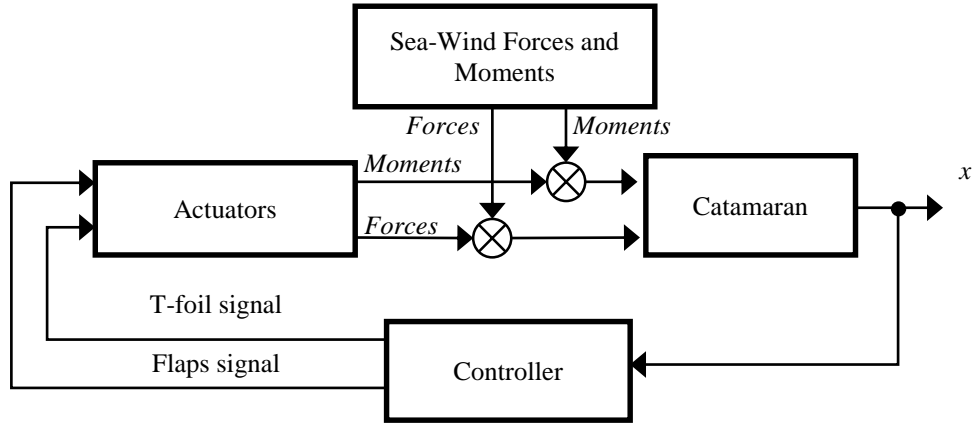 Sea-Wind Forces and
Moments
Forces
Moments
Moments
x
Actuators
Catamaran
Forces
T-foil signal
Flaps signal
Controller